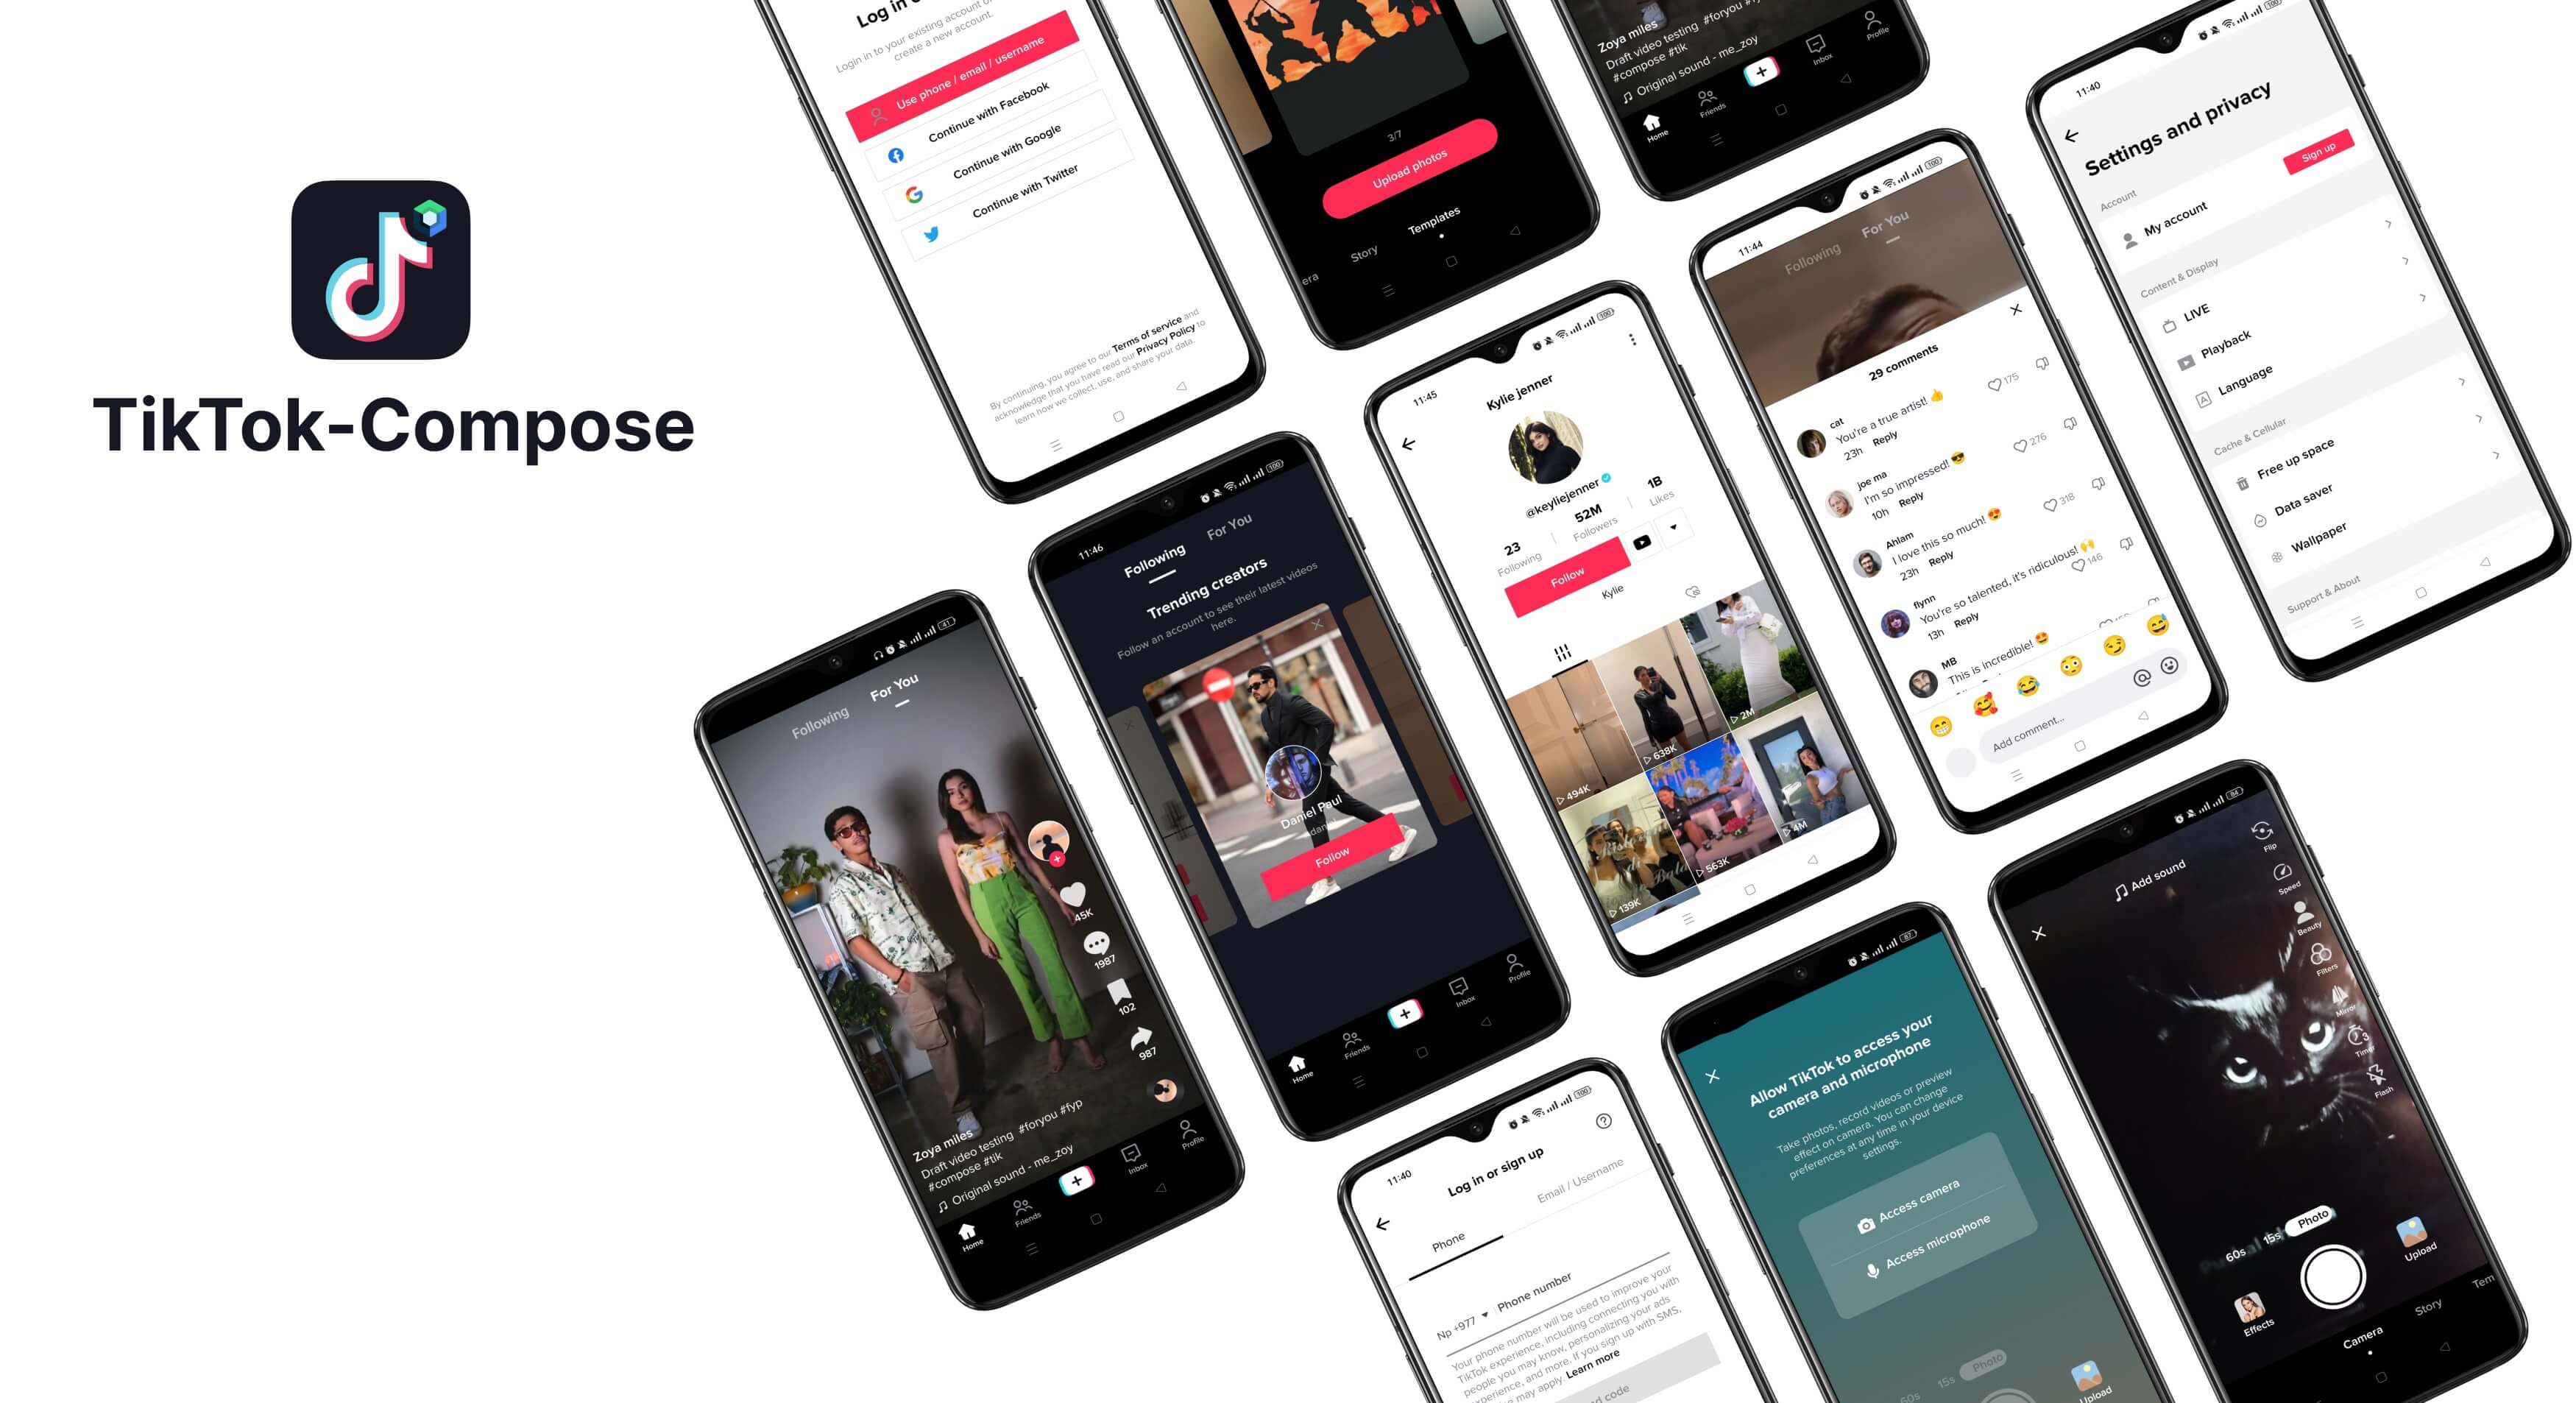 TikTok-Compose
Login in to your existing account or
create a new account.
Use phone / email / username
Continue with Facebook
Continue with Google
Continue with Twitter
By continuing, you agree to our Terms of service and
acknowledge that you have read our Privacy Policy to
learn how we collect, use, and share your data.
3/7
Upload photos
Story
Templates
Zoya miles
Draft video testing #foryou
#compose #tik
Original sound - me_zoy
Home
Friends
Inbox
Profile
11:40
Settings and privacy
Account
Sign up
My account
Content & Display
LIVE
Playback
Language
Cache & Cellular
Free up space
Data saver
Wallpaper
Support & About
11:44
Following
For You
29 comments
cat
You're a true artist! 👍
23h Reply
175
joe ma
I'm so impressed! 😎
10h Reply
276
Ahlam
I love this so much! 😍
23h Reply
318
flynn
You're so talented, it's ridiculous! 🙌
13h Reply
146
MB
This is incredible! 🤩
Add comment...
11:45
Kylie jenner
@keyliejenner
23
Following
52M
Followers
1B
Likes
Follow
Kylie
494K
638K
2M
139K
563K
4M
11:46
Following
For You
Trending creators
Follow an account to see their latest videos
here.
Daniel Paul
Follow
Home
Friends
Inbox
Profile
Following
For You
45K
1987
102
987
Zoya miles
Draft video testing #foryou #fyp
#compose #tik
Original sound - me_zoy
Home
Friends
Inbox
Profile
11:40
Log in or sign up
Phone
Email / Username
Np +977
Phone number
Your phone number will be used to improve your
TikTok experience, including connecting you with
people you may know, personalizing your ads
experience, and more. If you sign up with SMS,
may apply. Learn more
code
Allow TikTok to access your
camera and microphone
Take photos, record videos or preview
effect on camera. You can change
preferences at any time in your device
settings.
Access camera
Access microphone
60s
15s
Photo
Upload
Add sound
Flip
Speed
Beauty
Filters
Mirror
Timer
Flash
60s
15s
Photo
Effects
Upload
Camera
Story